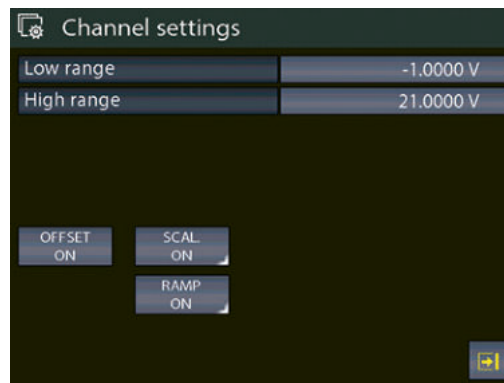 Channel settings
Low range -1.0000 V
High range 21.0000 V
OFFSET SCAL.
ON ON
RAMP
ON